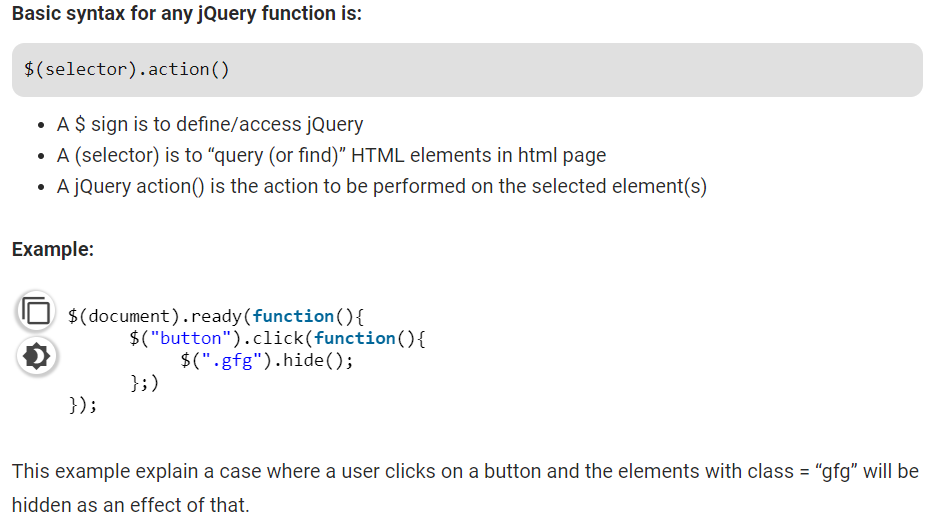 Basic syntax for any jQuery function is:
$(selector).action()
• A $ sign is to define/access jQuery
• A (selector) is to “query (or find)” HTML elements in html page
• A jQuery action() is the action to be performed on the selected element(s)
Example:
$(document).ready(function(){
      $("button").click(function(){
           $(".gfg").hide();
      };)
});
This example explain a case where a user clicks on a button and the elements with class = “gfg” will be
hidden as an effect of that.